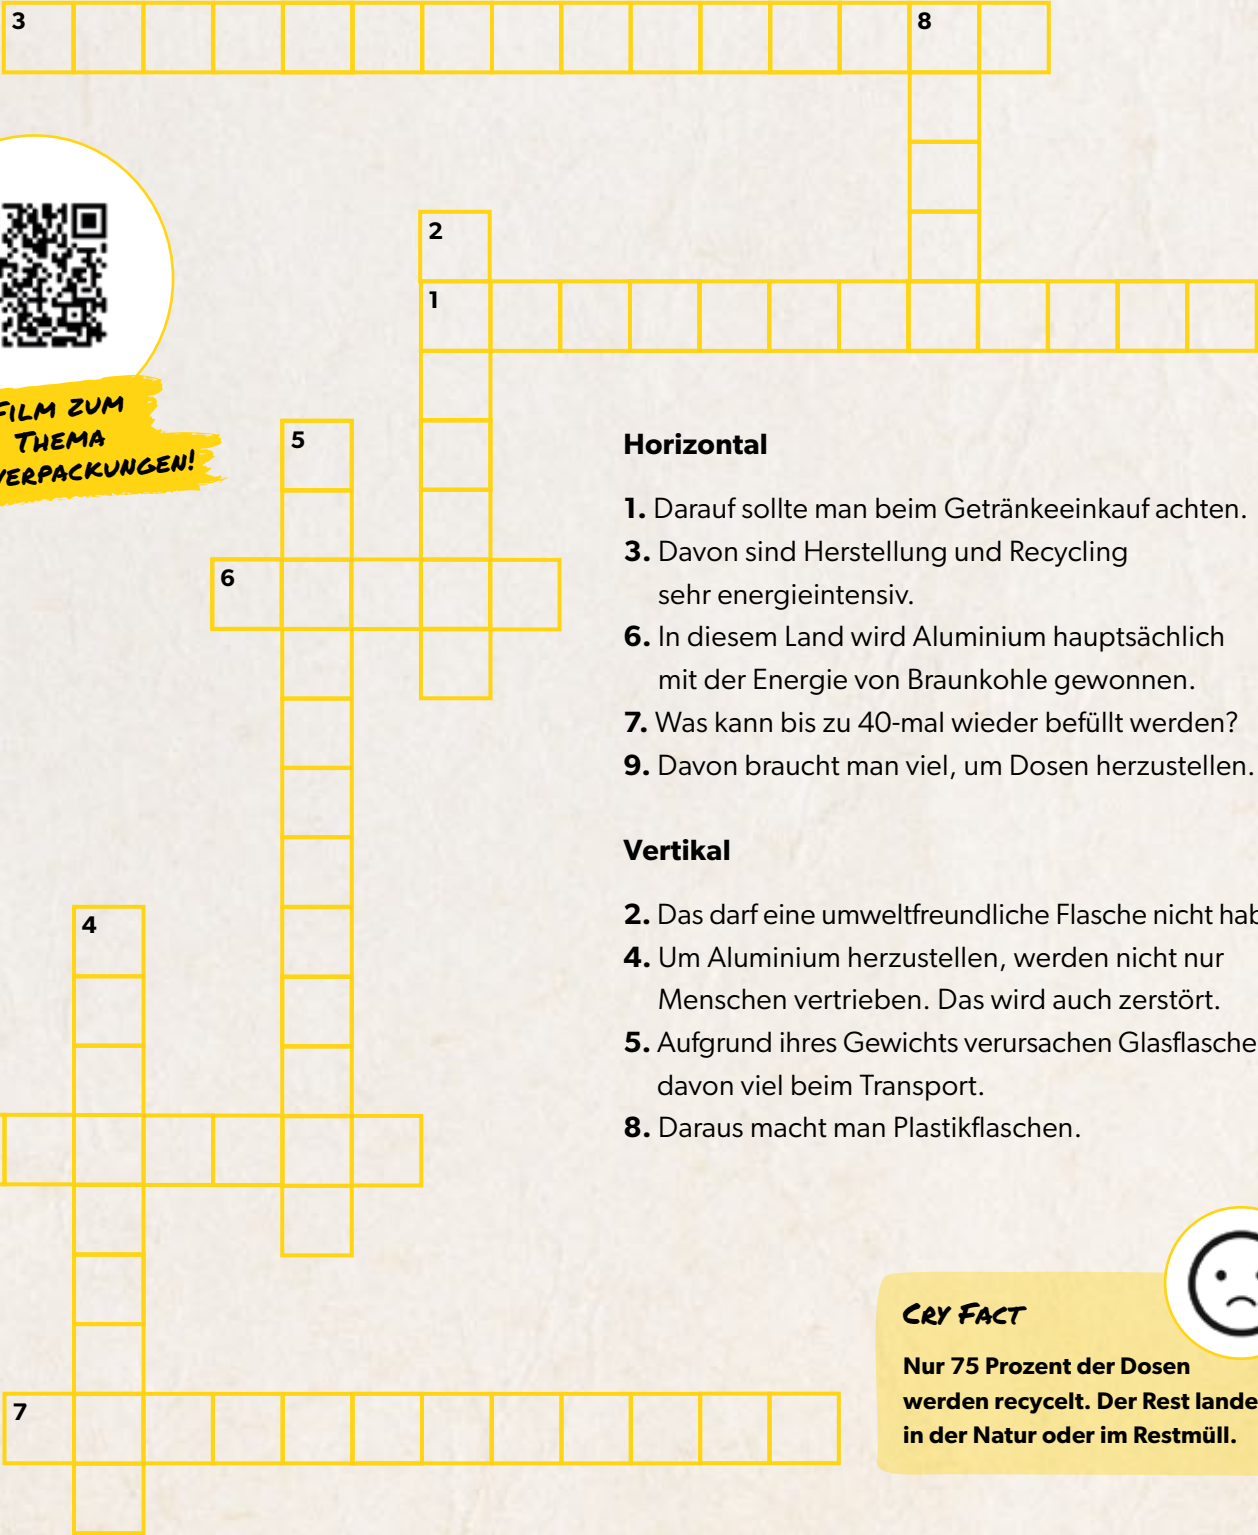 3
8
2
1
FILM ZUM
THEMA
VERPACKUNGEN!
5
6
Horizontal
1. Darauf sollte man beim Getränkeeinkauf achten.
3. Davon sind Herstellung und Recycling
sehr energieintensiv.
6. In diesem Land wird Aluminium hauptsächlich
mit der Energie von Braunkohle gewonnen.
7. Was kann bis zu 40-mal wieder befüllt werden?
9. Davon braucht man viel, um Dosen herzustellen.
Vertikal
2. Das darf eine umweltfreundliche Flasche nicht hab
4. Um Aluminium herzustellen, werden nicht nur
Menschen vertrieben. Das wird auch zerstört.
5. Aufgrund ihres Gewichts verursachen Glasflasche
davon viel beim Transport.
8. Daraus macht man Plastikflaschen.
4
7
CRY FACT
Nur 75 Prozent der Dosen
werden recycelt. Der Rest lande
in der Natur oder im Restmüll.